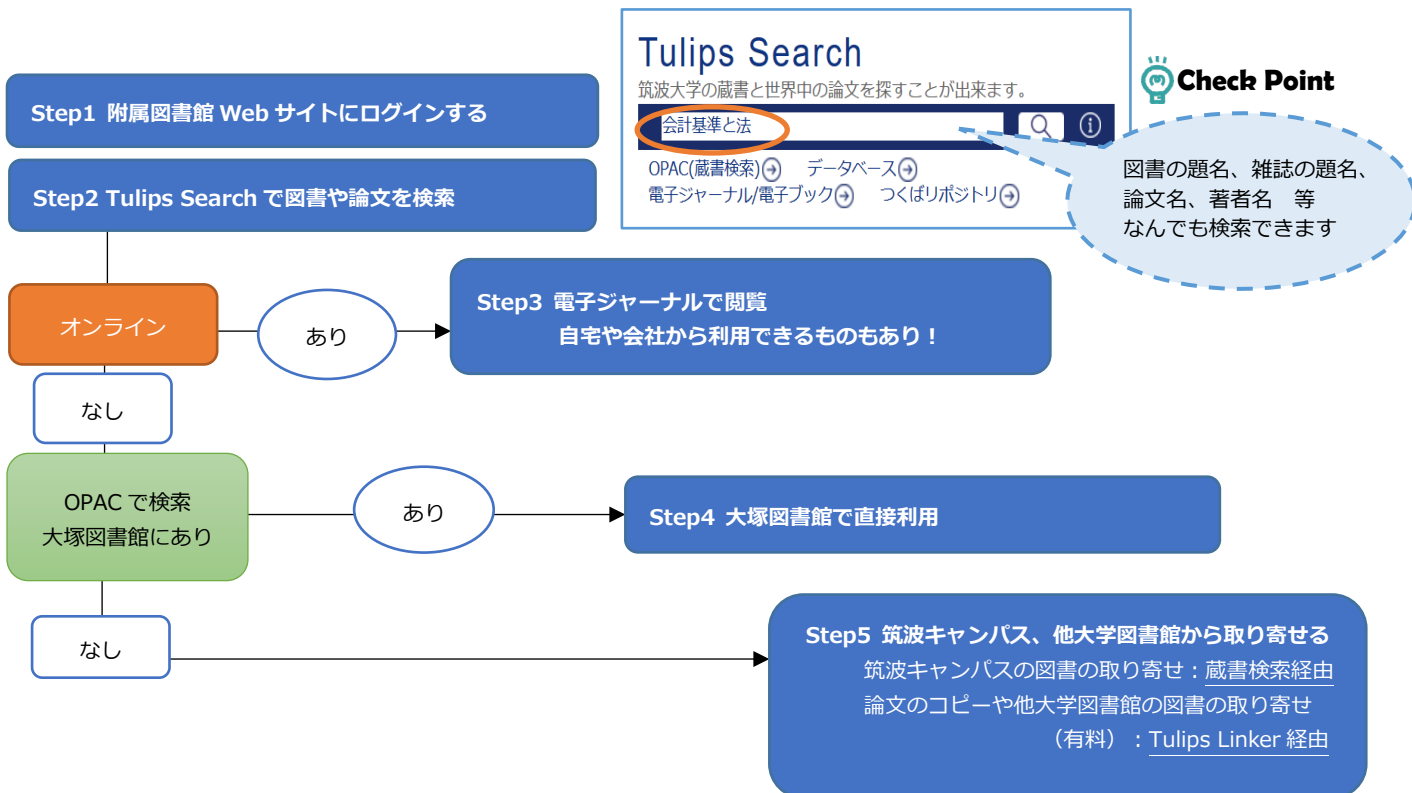 Tulips Search
筑波大学の蔵書と世界中の論文を探すことが出来ます。
会計基準と法
OPAC(蔵書検索) データベース
電子ジャーナル/電子ブック つくばリポジトリ
Check Point
図書の題名、雑誌の題名、
論文名、著者名　等
なんでも検索できます
Step1 附属図書館 Web サイトにログインする
Step2 Tulips Search で図書や論文を検索
オンライン
あり
Step3 電子ジャーナルで閲覧
自宅や会社から利用できるものもあり！
なし
OPAC で検索
大塚図書館にあり
あり
Step4 大塚図書館で直接利用
なし
Step5 筑波キャンパス、他大学図書館から取り寄せる
筑波キャンパスの図書の取り寄せ：蔵書検索経由
論文のコピーや他大学図書館の図書の取り寄せ
（有料）：Tulips Linker 経由